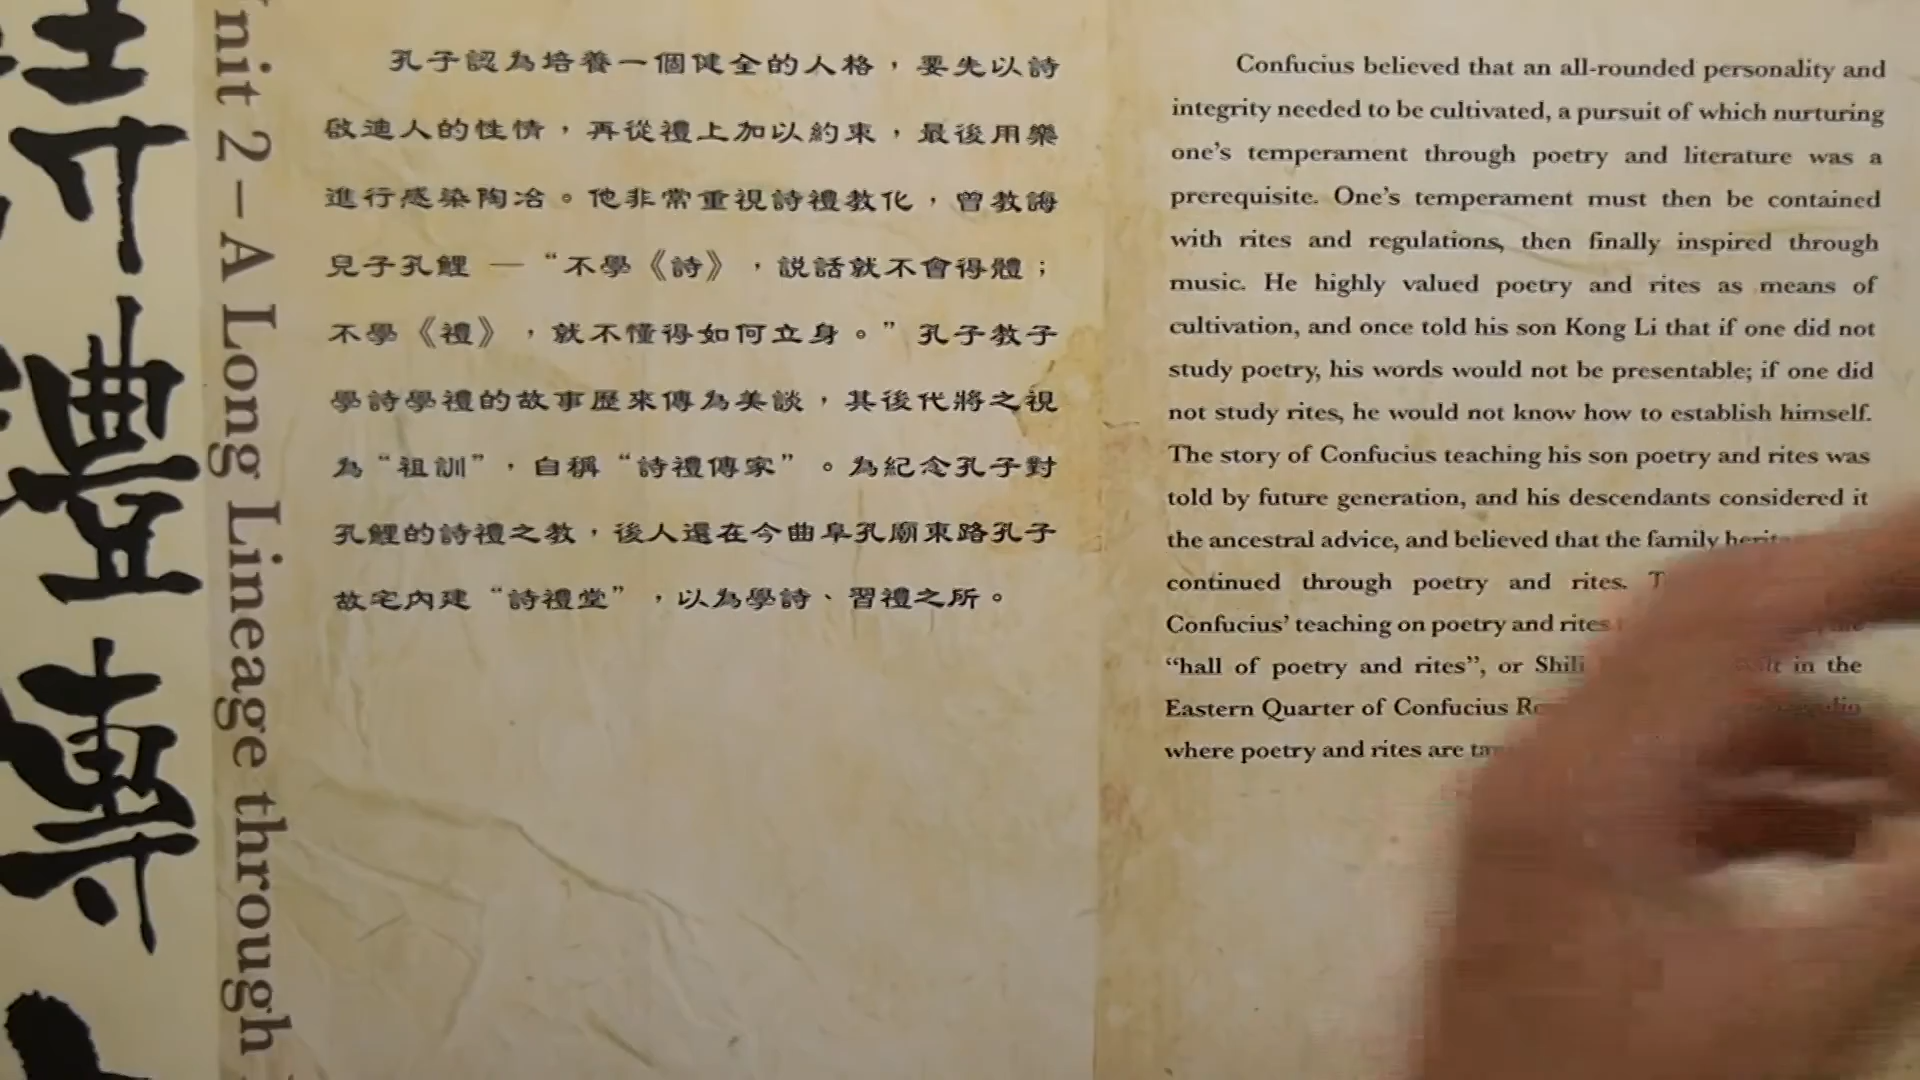 禮
傳
nit 2 – A Long Lineage through
孔子認為培養一個健全的人格，要先以詩
啟迪人的性情，再從禮上加以約束，最後用樂
進行感染陶冶。他非常重視詩禮教化，曾教誨
兒子孔鯉 — “不學《詩》，説話就不會得體；
不學《禮》，就不懂得如何立身。”孔子教子
學詩學禮的故事歷來傳為美談，其後代將之視
為“祖訓”，自稱“詩禮傳家”。為紀念孔子對
孔鯉的詩禮之教，後人還在今曲阜孔廟東路孔子
故宅內建“詩禮堂”，以為學詩、習禮之所。
Confucius believed that an all-rounded personality and
integrity needed to be cultivated, a pursuit of which nurturing
one’s temperament through poetry and literature was a
prerequisite. One’s temperament must then be contained
with rites and regulations, then finally inspired through
music. He highly valued poetry and rites as means of
cultivation, and once told his son Kong Li that if one did not
study poetry, his words would not be presentable; if one did
not study rites, he would not know how to establish himself.
The story of Confucius teaching his son poetry and rites was
told by future generation, and his descendants considered it
the ancestral advice, and believed that the family
continued through poetry and rites.
Confucius’ teaching on poetry and rites
“hall of poetry and rites”, or Shili in the
Eastern Quarter of Confucius
where poetry and rites are